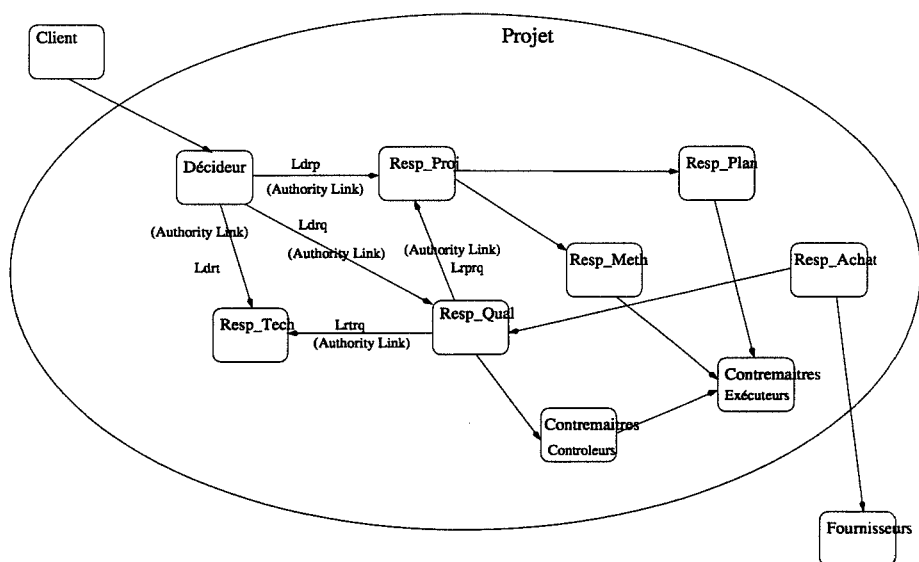 Client
Projet
Décideur
Ldrp
(Authority Link)
Resp_Proj
Resp_Plan
(Authority Link)
Ldrq
(Authority Link)
(Authority Link)
Lrprq
Ldrt
Resp_Meth
Resp_Achat
Resp_Tech
Lrtrq
(Authority Link)
Resp_Qual
Contremaitres
Exécuteurs
Contremaitres
Controleurs
Fournisseurs